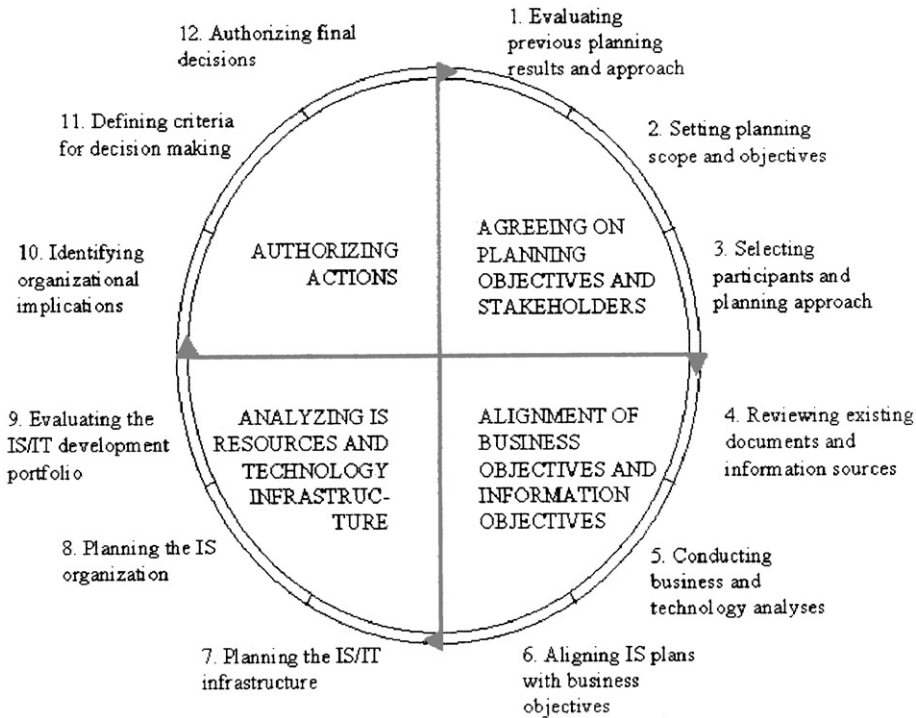 12. Authorizing final
decisions
1. Evaluating
previous planning
results and approach
11. Defining criteria
for decision making
2. Setting planning
scope and objectives
10. Identifying
organizational
implications
AUTHORIZING
ACTIONS
AGREEING ON
PLANNING
OBJECTIVES AND
STAKEHOLDERS
3. Selecting
participants and
planning approach
9. Evaluating the
IS/IT development
portfolio
ANALYZING IS
RESOURCES AND
TECHNOLOGY
INFRASTRUC-
TURE
ALIGNMENT OF
BUSINESS
OBJECTIVES AND
INFORMATION
OBJECTIVES
4. Reviewing existing
documents and
information sources
8. Planning the IS
organization
5. Conducting
business and
technology analyses
7. Planning the IS/IT
infrastructure
6. Aligning IS plans
with business
objectives